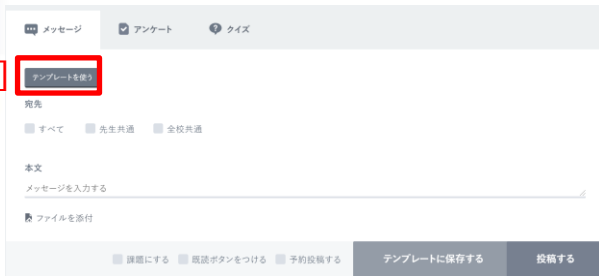 メッセージ アンケート クイズ
テンプレートを使う
宛先
すべて 先生共通 全校共通
本文
メッセージを入力する
ファイルを添付
課題にする 既読ボタンをつける 予約投稿する テンプレートに保存する 投稿する